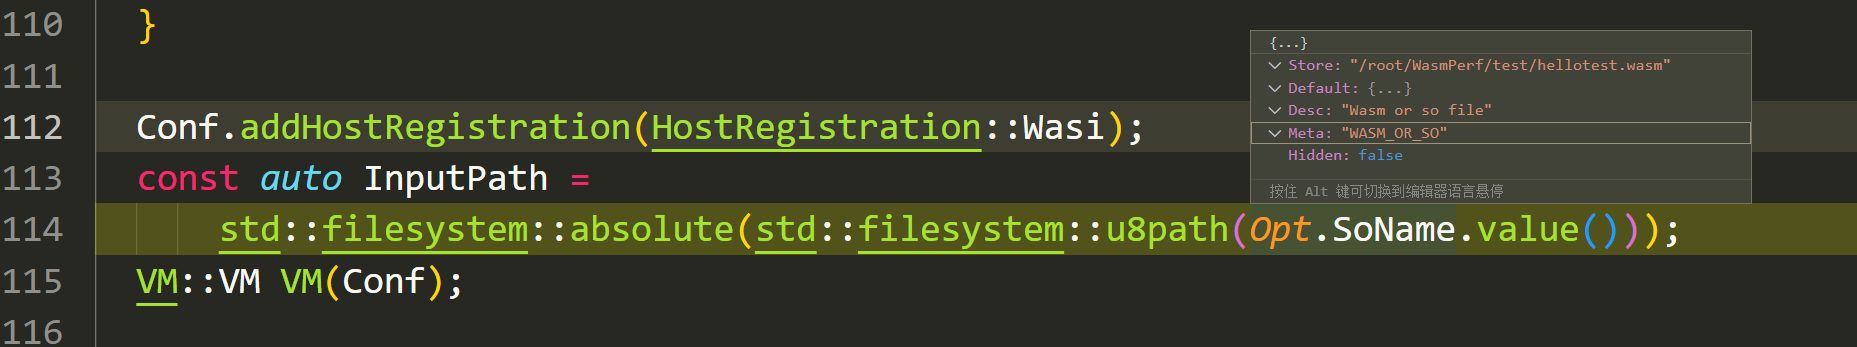 110 }
111
112 Conf.addHostRegistration(HostRegistration::Wasi);
113 const auto InputPath =
114 std::filesystem::absolute(std::filesystem::u8path(Opt.SoName.value()));
115 VM::VM VM(Conf);
116
{...}
Store: "/root/WasmPerf/test/hellotest.wasm"
Default: {...}
Desc: "Wasm or so file"
Meta: "WASM_OR_SO"
Hidden: false
按住 Alt 键可切换到编辑器语言悬停